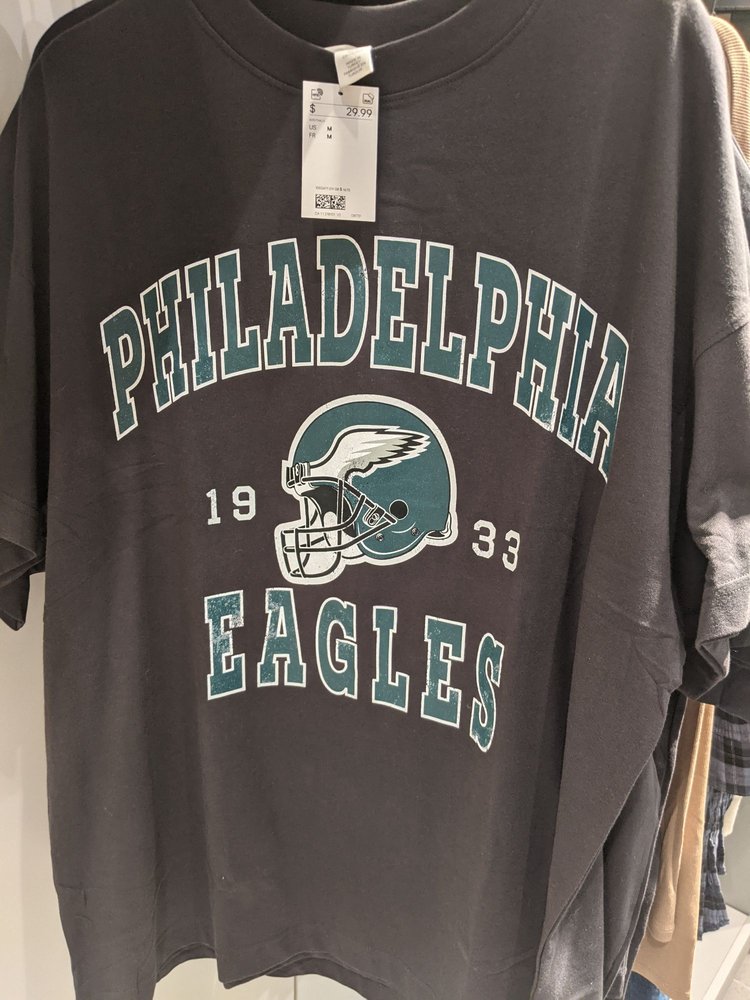 $ 29.99
US M
FR M
PHILADELPHIA
19 33
EAGLES